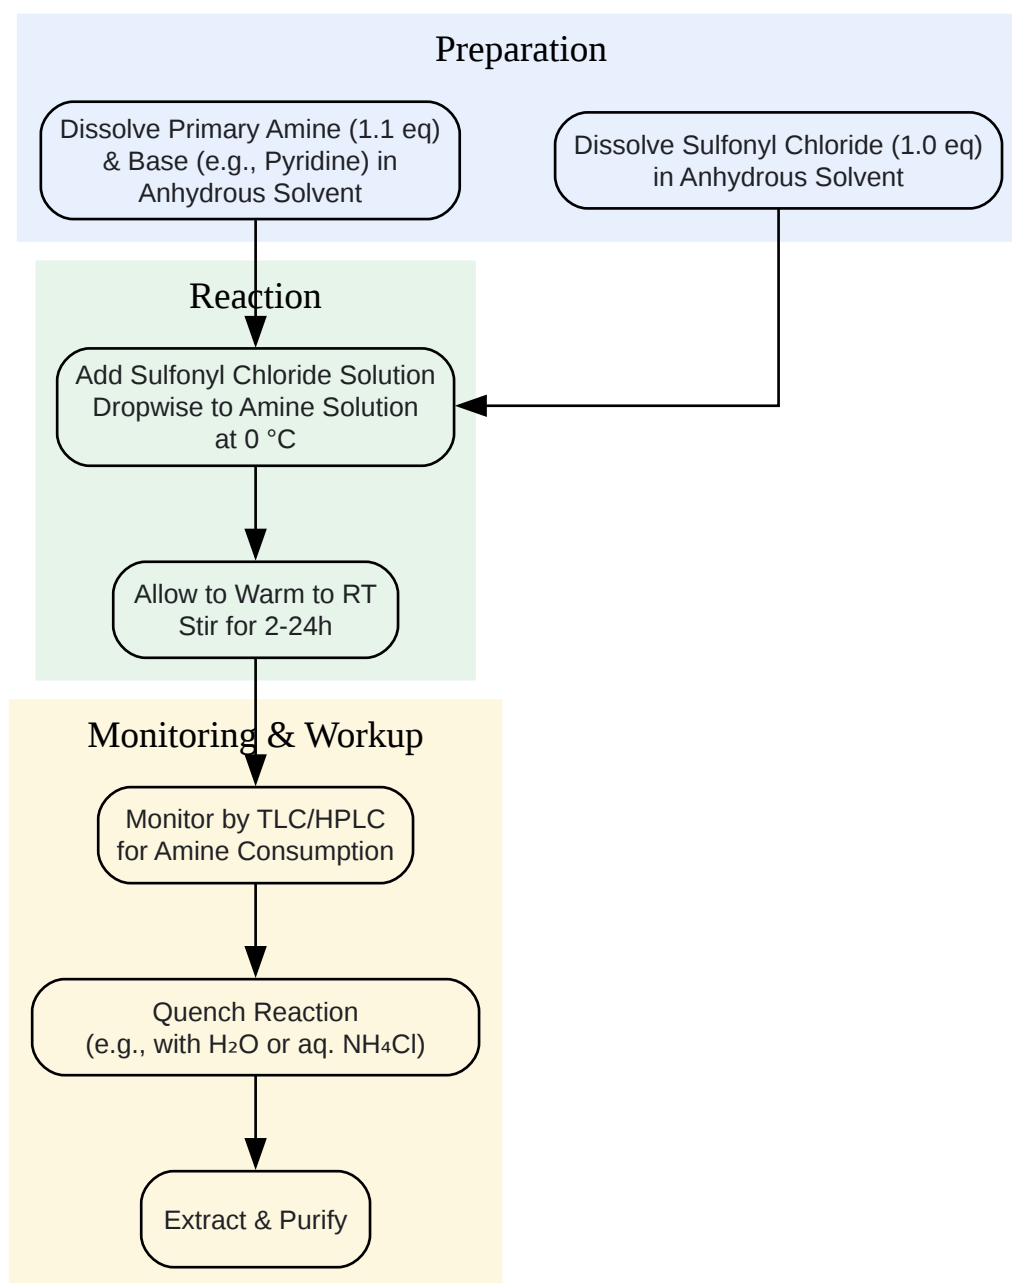 Preparation
Dissolve Primary Amine (1.1 eq)
& Base (e.g., Pyridine) in
Anhydrous Solvent
Dissolve Sulfonyl Chloride (1.0 eq)
in Anhydrous Solvent
Reaction
Add Sulfonyl Chloride Solution
Dropwise to Amine Solution
at 0 °C
Allow to Warm to RT
Stir for 2-24h
Monitoring & Workup
Monitor by TLC/HPLC
for Amine Consumption
Quench Reaction
(e.g., with H₂O or aq. NH₄Cl)
Extract & Purify